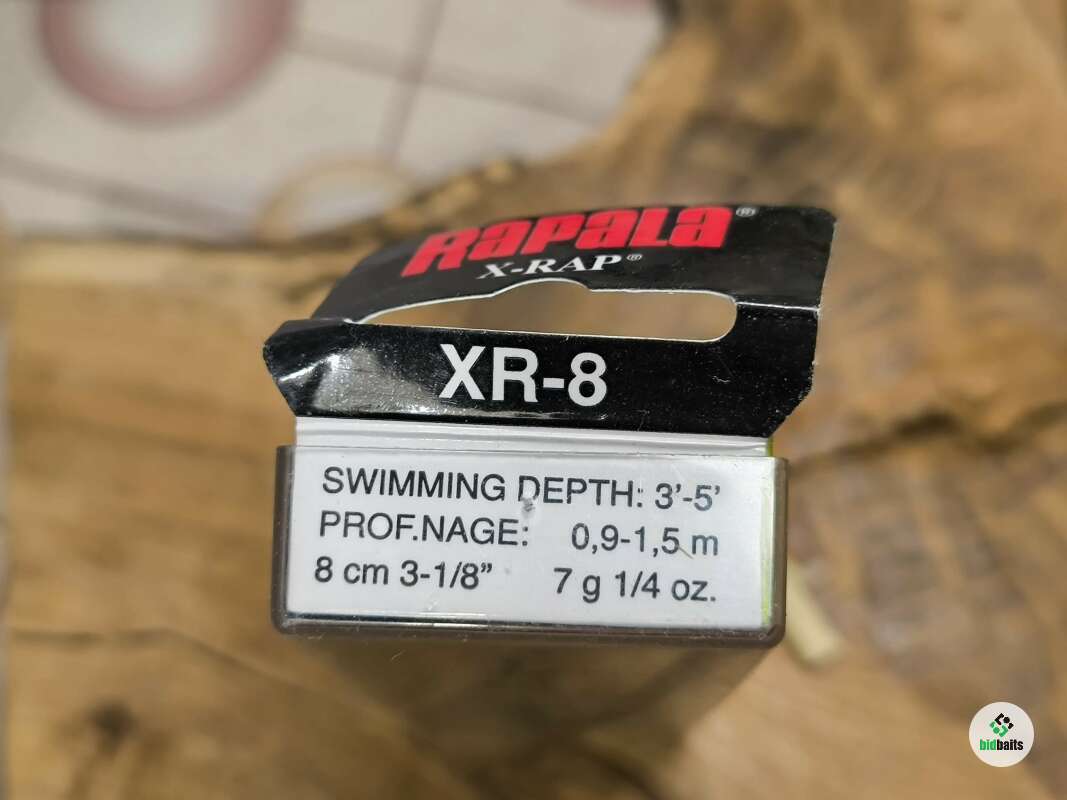 RAPALA®
X-RAP®
XR-8
SWIMMING DEPTH: 3'-5'
PROF.NAGE: 0,9-1,5 m
8 cm 3-1/8” 7 g 1/4 oz.
bidbaits